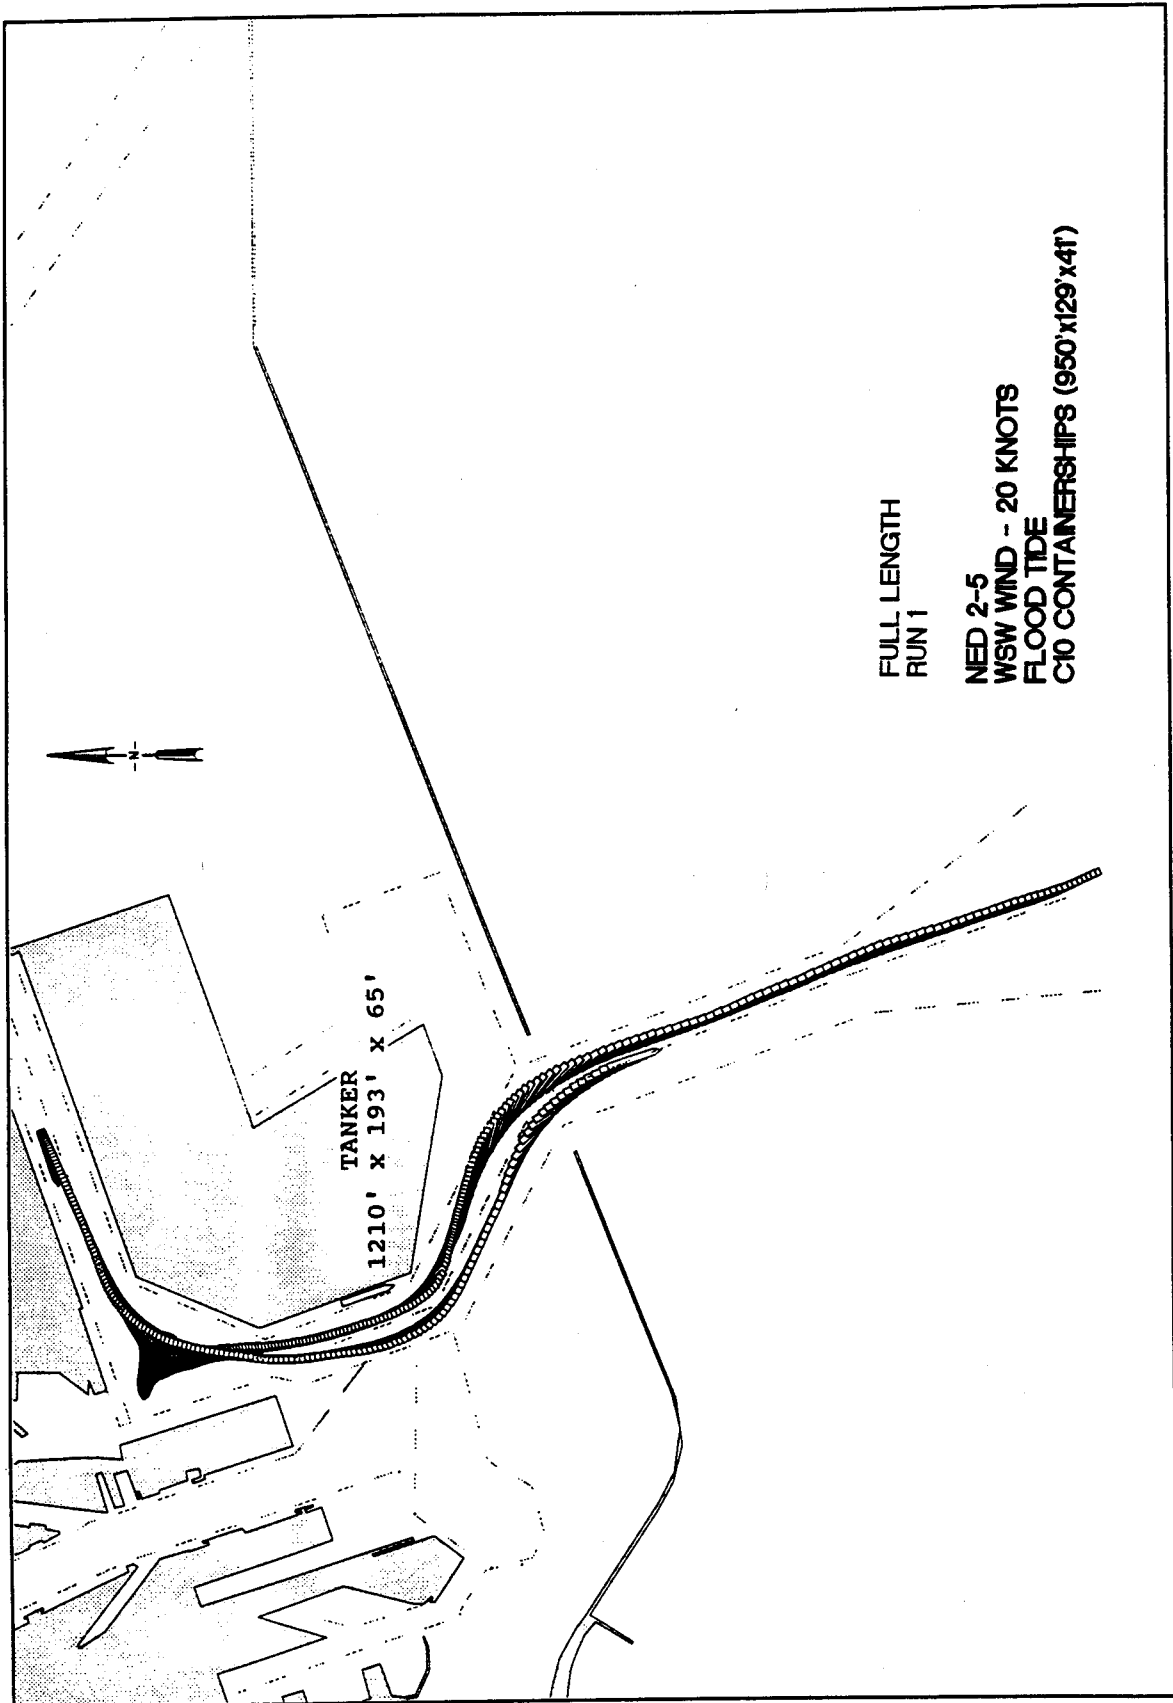 TANKER
1210' x 193' x 65'
N
FULL LENGTH
RUN 1
NED 2-5
WSW WIND - 20 KNOTS
FLOOD TIDE
C10 CONTAINERSHIPS (950'x129'x41')